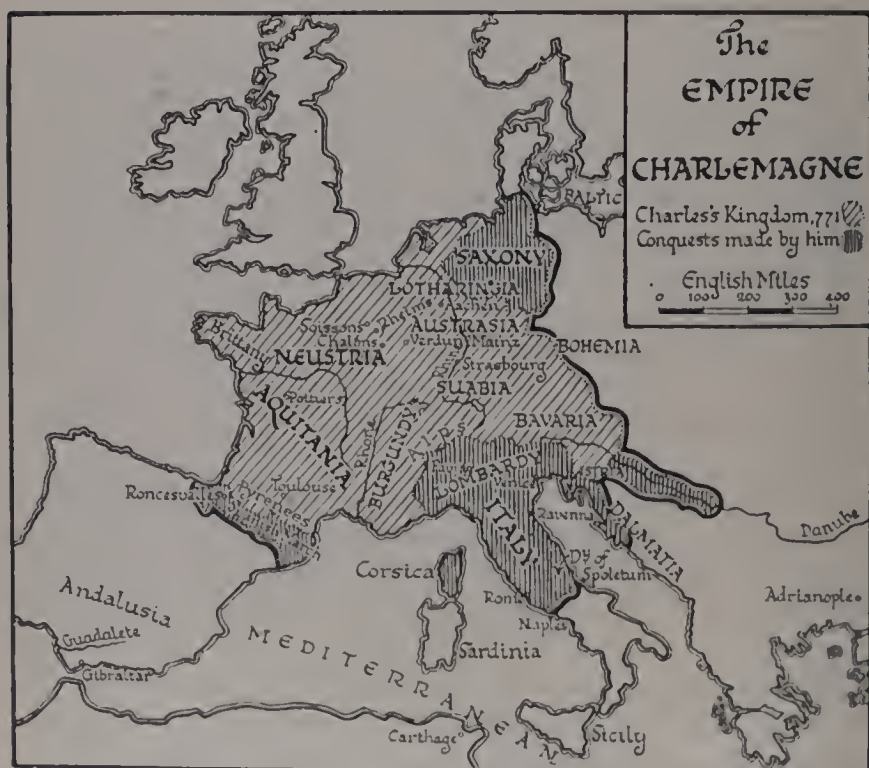 The
EMPIRE
of
CHARLEMAGNE
Charles's Kingdom, 771
Conquests made by him
English Miles
0 100 200 300 400
BALTIC
SAXONY
LOTHARINGIA
Rheims
Aachen
Soissons
AUSTRASIA
Brittany
Chalons
Verdun
Mainz
BOHEMIA
NEUSTRIA
Rhine
Strasbourg
SUABIA
Poitiers
AQUITANIA
BAVARIA
Rhone
BURGUNDY
ALPS
LOMBARDY
ISTRIA
Venice
Toulouse
Roncesvalles
Pyrenees
Ravenna
DALMATIA
Danube
ITALY
Dy of
Spoletum
Corsica
Andalusia
Rome
Adrianople
Naples
Guadalete
MEDITERRANEAN
Sardinia
Gibraltar
Carthage
Sicily